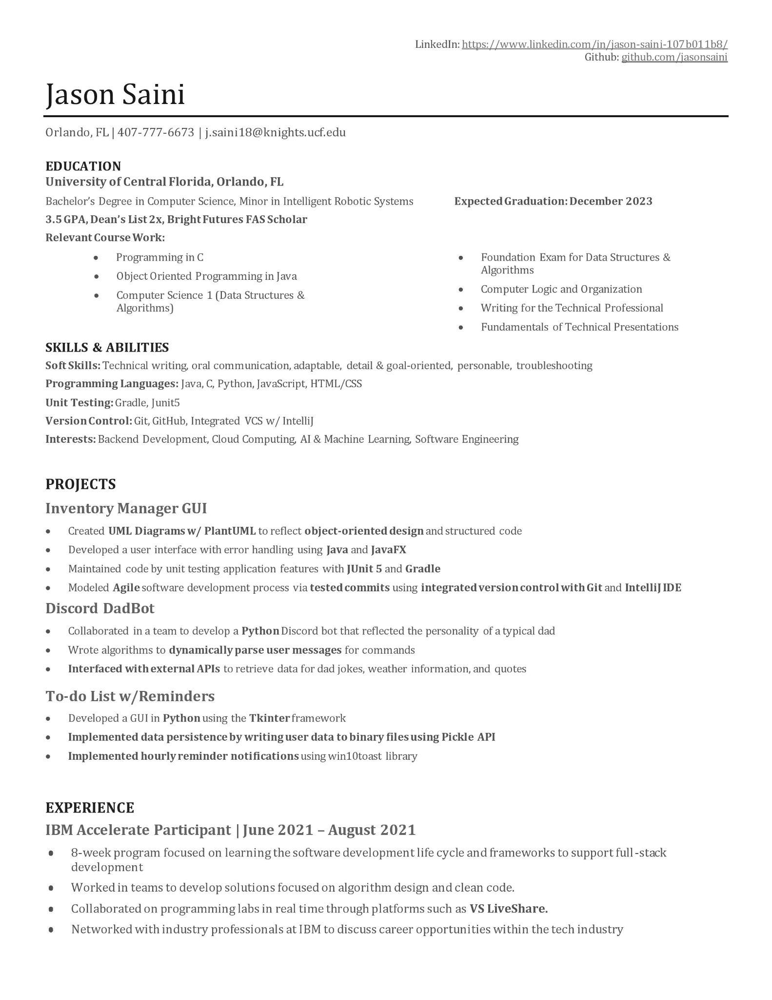 LinkedIn: https://www.linkedin.com/in/jason-saini-107b011b8/
Github: github.com/jasonsaini
Jason Saini
Orlando, FL | 407-777-6673 | j.saini18@knights.ucf.edu
EDUCATION
University of Central Florida, Orlando, FL
Bachelor’s Degree in Computer Science, Minor in Intelligent Robotic Systems Expected Graduation: December 2023
3.5 GPA, Dean’s List 2x, Bright Futures FAS Scholar
Relevant Course Work:
• Programming in C
• Object Oriented Programming in Java
• Computer Science 1 (Data Structures &
Algorithms)
• Foundation Exam for Data Structures &
Algorithms
• Computer Logic and Organization
• Writing for the Technical Professional
• Fundamentals of Technical Presentations
SKILLS & ABILITIES
Soft Skills: Technical writing, oral communication, adaptable, detail & goal-oriented, personable, troubleshooting
Programming Languages: Java, C, Python, JavaScript, HTML/CSS
Unit Testing: Gradle, Junit5
Version Control: Git, GitHub, Integrated VCS w/ IntelliJ
Interests: Backend Development, Cloud Computing, AI & Machine Learning, Software Engineering
PROJECTS
Inventory Manager GUI
• Created UML Diagrams w/ PlantUML to reflect object-oriented design and structured code
• Developed a user interface with error handling using Java and JavaFX
• Maintained code by unit testing application features with JUnit 5 and Gradle
• Modeled Agile software development process via tested commits using integrated version control with Git and IntelliJ IDE
Discord DadBot
• Collaborated in a team to develop a Python Discord bot that reflected the personality of a typical dad
• Wrote algorithms to dynamically parse user messages for commands
• Interfaced with external APIs to retrieve data for dad jokes, weather information, and quotes
To-do List w/Reminders
• Developed a GUI in Python using the Tkinter framework
• Implemented data persistence by writing user data to binary files using Pickle API
• Implemented hourly reminder notifications using win10toast library
EXPERIENCE
IBM Accelerate Participant | June 2021 – August 2021
• 8-week program focused on learning the software development life cycle and frameworks to support full-stack
development
• Worked in teams to develop solutions focused on algorithm design and clean code.
• Collaborated on programming labs in real time through platforms such as VS LiveShare.
• Networked with industry professionals at IBM to discuss career opportunities within the tech industry